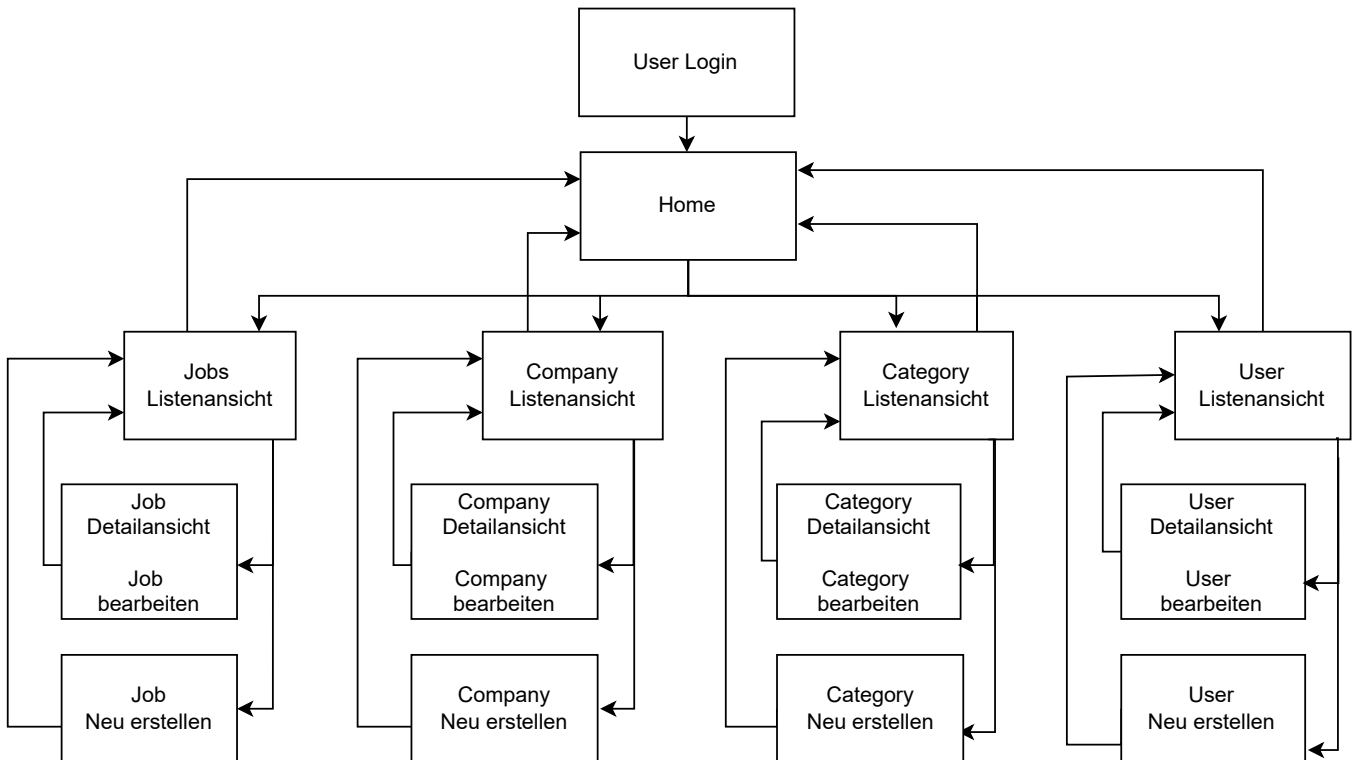 User Login
Home
Jobs
Listenansicht
Company
Listenansicht
Category
Listenansicht
User
Listenansicht
Job
Detailansicht
Job
bearbeiten
Company
Detailansicht
Company
bearbeiten
Category
Detailansicht
Category
bearbeiten
User
Detailansicht
User
bearbeiten
Job
Neu erstellen
Company
Neu erstellen
Category
Neu erstellen
User
Neu erstellen